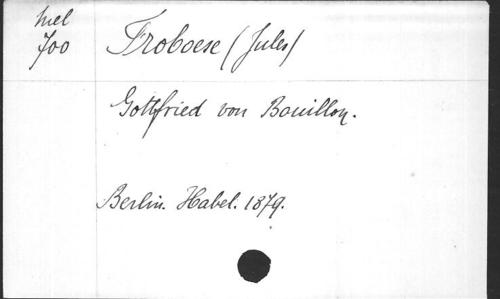 Mel
700
Froboese (Jules)
Gottfried von Bouillon.
Berlin. Habel. 1879.